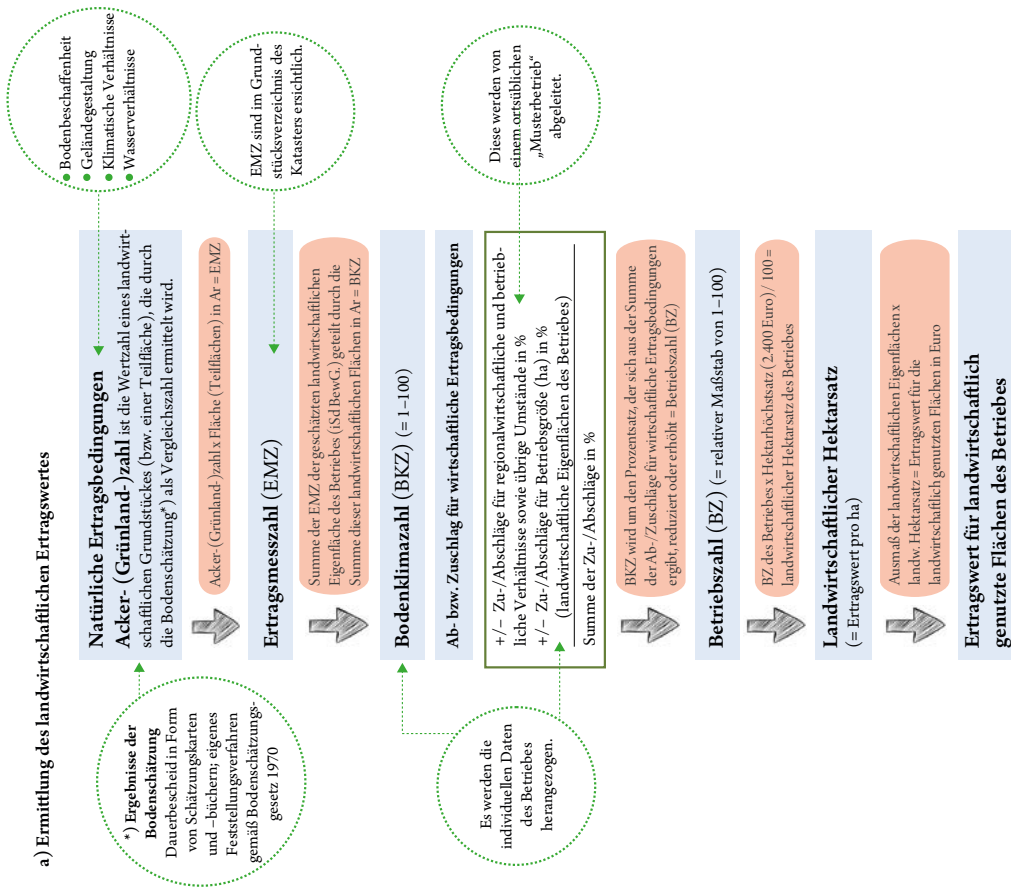 a) Ermittlung des landwirtschaftlichen Ertragswertes
Natürliche Ertragsbedingungen
Acker- (Grünland-)zahl ist die Wertzahl eines landwirt-
schaftlichen Grundstückes (bzw. einer Teilfläche), die durch
die Bodenschätzung*) als Vergleichszahl ermittelt wird.
● Bodenbeschaffenheit
● Geländegestaltung
● Klimatische Verhältnisse
● Wasserverhältnisse
*) Ergebnisse der
Bodenschätzung
Dauerbescheid in Form
von Schätzungskarten
und –büchern; eigenes
Feststellungsverfahren
gemäß Bodenschätzungs-
gesetz 1970
Acker-(Grünland-)zahl x Fläche (Teilflächen) in Ar = EMZ
Ertragsmesszahl (EMZ)
EMZ sind im Grund-
stücksverzeichnis des
Katasters ersichtlich.
Summe der EMZ der geschätzten landwirtschaftlichen
Eigenfläche des Betriebes (iSd BewG.) geteilt durch die
Summe dieser landwirtschaftlichen Flächen in Ar = BKZ
Bodenklimazahl (BKZ) (= 1–100)
Ab- bzw. Zuschlag für wirtschaftliche Ertragsbedingungen
+/– Zu-/Abschläge für regionalwirtschaftliche und betrieb-
liche Verhältnisse sowie übrige Umstände in %
+/– Zu-/Abschläge für Betriebsgröße (ha) in %
(landwirtschaftliche Eigenflächen des Betriebes)
Summe der Zu-/Abschläge in %
Diese werden von
einem ortsüblichen
„Musterbetrieb“
abgeleitet.
Es werden die
individuellen Daten
des Betriebes
herangezogen.
BKZ wird um den Prozentsatz, der sich aus der Summe
der Ab-/Zuschläge für wirtschaftliche Ertragsbedingungen
ergibt, reduziert oder erhöht = Betriebszahl (BZ)
Betriebszahl (BZ) (= relativer Maßstab von 1–100)
BZ des Betriebes x Hektarhöchstsatz (2.400 Euro) / 100 =
landwirtschaftlicher Hektarsatz des Betriebes
Landwirtschaftlicher Hektarsatz
(= Ertragswert pro ha)
Ausmaß der landwirtschaftlichen Eigenflächen x
landw. Hektarsatz = Ertragswert für die
landwirtschaftlich genutzten Flächen in Euro
Ertragswert für landwirtschaftlich
genutzte Flächen des Betriebes